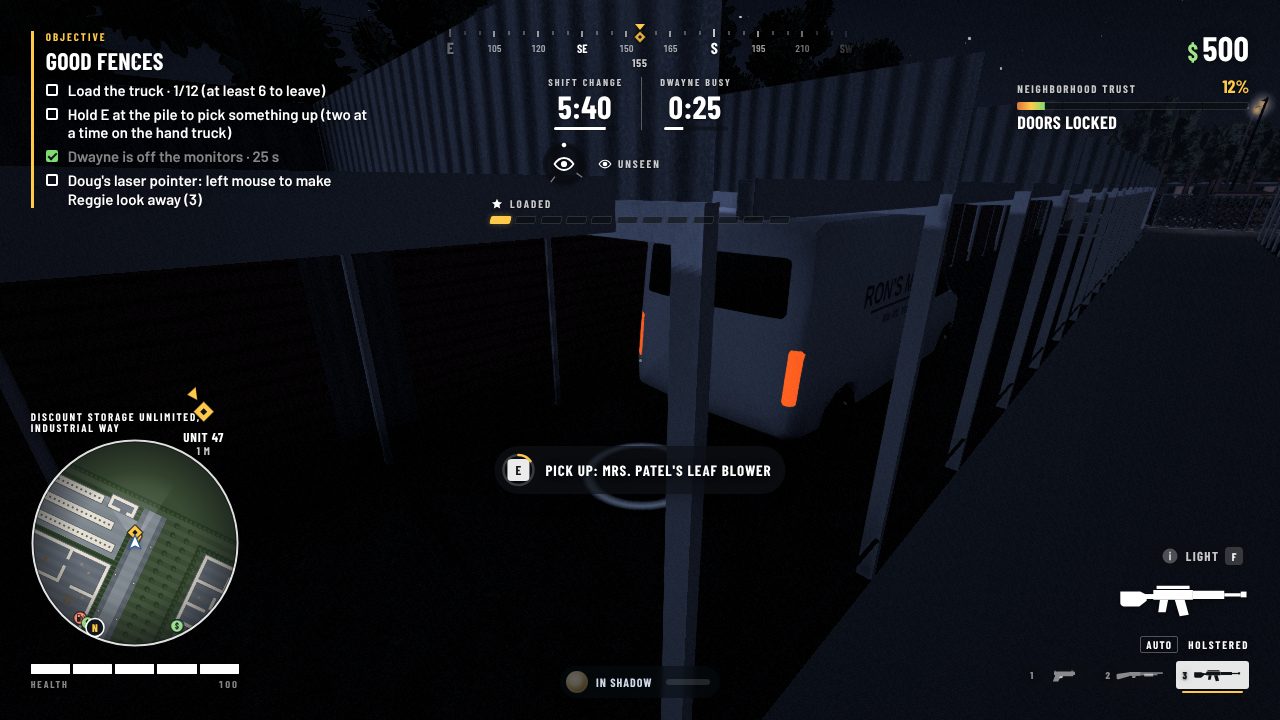 OBJECTIVE
GOOD FENCES
Load the truck · 1/12 (at least 6 to leave)
Hold E at the pile to pick something up (two at
a time on the hand truck)
Dwayne is off the monitors · 25 s
Doug's laser pointer: left mouse to make
Reggie look away (3)
E 105 120 SE 150 165 S 195 210 SW
155
SHIFT CHANGE DWAYNE BUSY
5:40 0:25
UNSEEN
LOADED
$ 500
NEIGHBORHOOD TRUST 12%
DOORS LOCKED
RON'S
DISCOUNT STORAGE UNLIMITED,
INDUSTRIAL WAY
UNIT 47
1 M
E PICK UP: MRS. PATEL'S LEAF BLOWER
N
$
HEALTH 100
IN SHADOW
LIGHT F
AUTO HOLSTERED
1 2 3